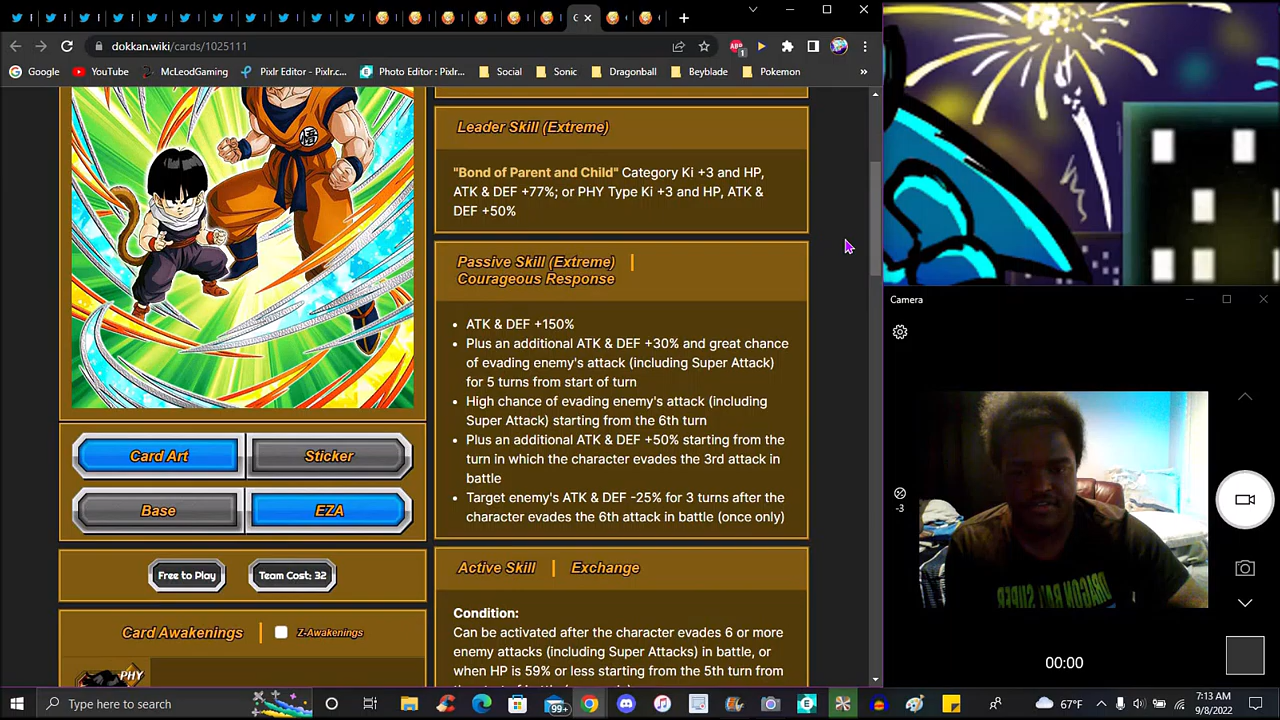 dokkan.wiki/cards/1025111
Google
YouTube
McLeodGaming
Pixlr Editor - Pixlr.c...
Photo Editor : Pixlr...
Social
Sonic
Dragonball
Beyblade
Pokemon
»
Leader Skill (Extreme)
"Bond of Parent and Child" Category Ki +3 and HP,
ATK & DEF +77%; or PHY Type Ki +3 and HP, ATK &
DEF +50%
Passive Skill (Extreme) |
Courageous Response
ATK & DEF +150%
Plus an additional ATK & DEF +30% and great chance
of evading enemy's attack (including Super Attack)
for 5 turns from start of turn
High chance of evading enemy's attack (including
Super Attack) starting from the 6th turn
Plus an additional ATK & DEF +50% starting from the
turn in which the character evades the 3rd attack in
battle
Target enemy's ATK & DEF -25% for 3 turns after the
character evades the 6th attack in battle (once only)
Active Skill | Exchange
Condition:
Can be activated after the character evades 6 or more
enemy attacks (including Super Attacks) in battle, or
when HP is 59% or less starting from the 5th turn from
悟
Card Art
Sticker
Base
EZA
Free to Play
Team Cost: 32
Card Awakenings | Z-Awakenings
PHY
Camera
-3
00:00
Type here to search
99+
67°F
7:13 AM
9/8/2022